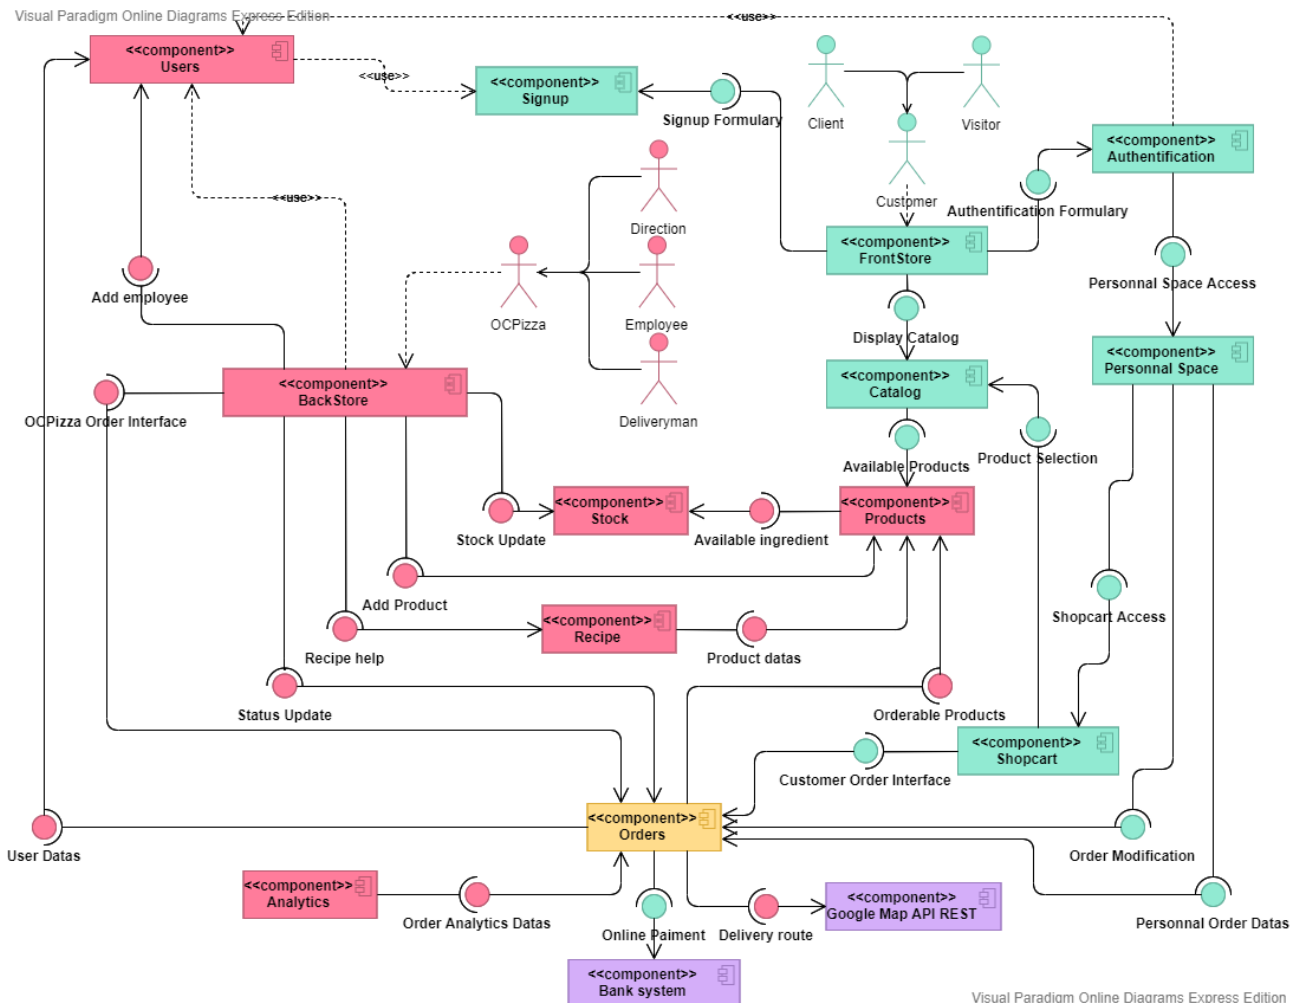 Visual Paradigm Online Diagrams Express Edition
<<use>>
<<component>>
Users
<<use>>
<<component>>
Signup
Signup Formulary
Client
Visitor
Customer
<<component>>
Authentification
Authentification Formulary
<<component>>
FrontStore
Personnal Space Access
Direction
<<use>>
OCPizza
Employee
Deliveryman
Add employee
Display Catalog
<<component>>
Personnal Space
<<component>>
BackStore
<<component>>
Catalog
OCPizza Order Interface
Available Products
Product Selection
<<component>>
Stock
<<component>>
Products
Stock Update
Available ingredient
Add Product
<<component>>
Recipe
Shopcart Access
Recipe help
Product datas
Status Update
Orderable Products
<<component>>
Shopcart
Customer Order Interface
<<component>>
Orders
User Datas
Order Modification
<<component>>
Analytics
Order Analytics Datas
Online Paiment
Delivery route
<<component>>
Google Map API REST
Personnal Order Datas
<<component>>
Bank system
Visual Paradigm Online Diagrams Express Edition